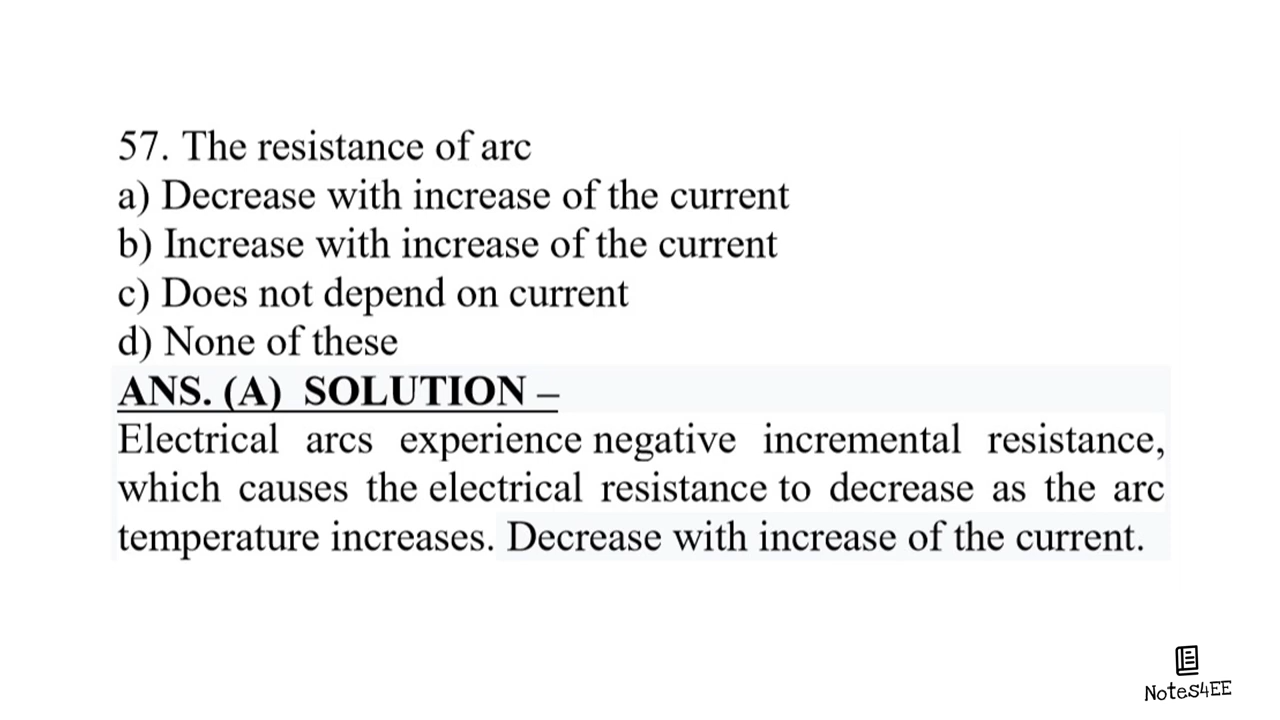 57. The resistance of arc
a) Decrease with increase of the current
b) Increase with increase of the current
c) Does not depend on current
d) None of these
ANS. (A) SOLUTION –
Electrical arcs experience negative incremental resistance,
which causes the electrical resistance to decrease as the arc
temperature increases. Decrease with increase of the current.
Notes4EE